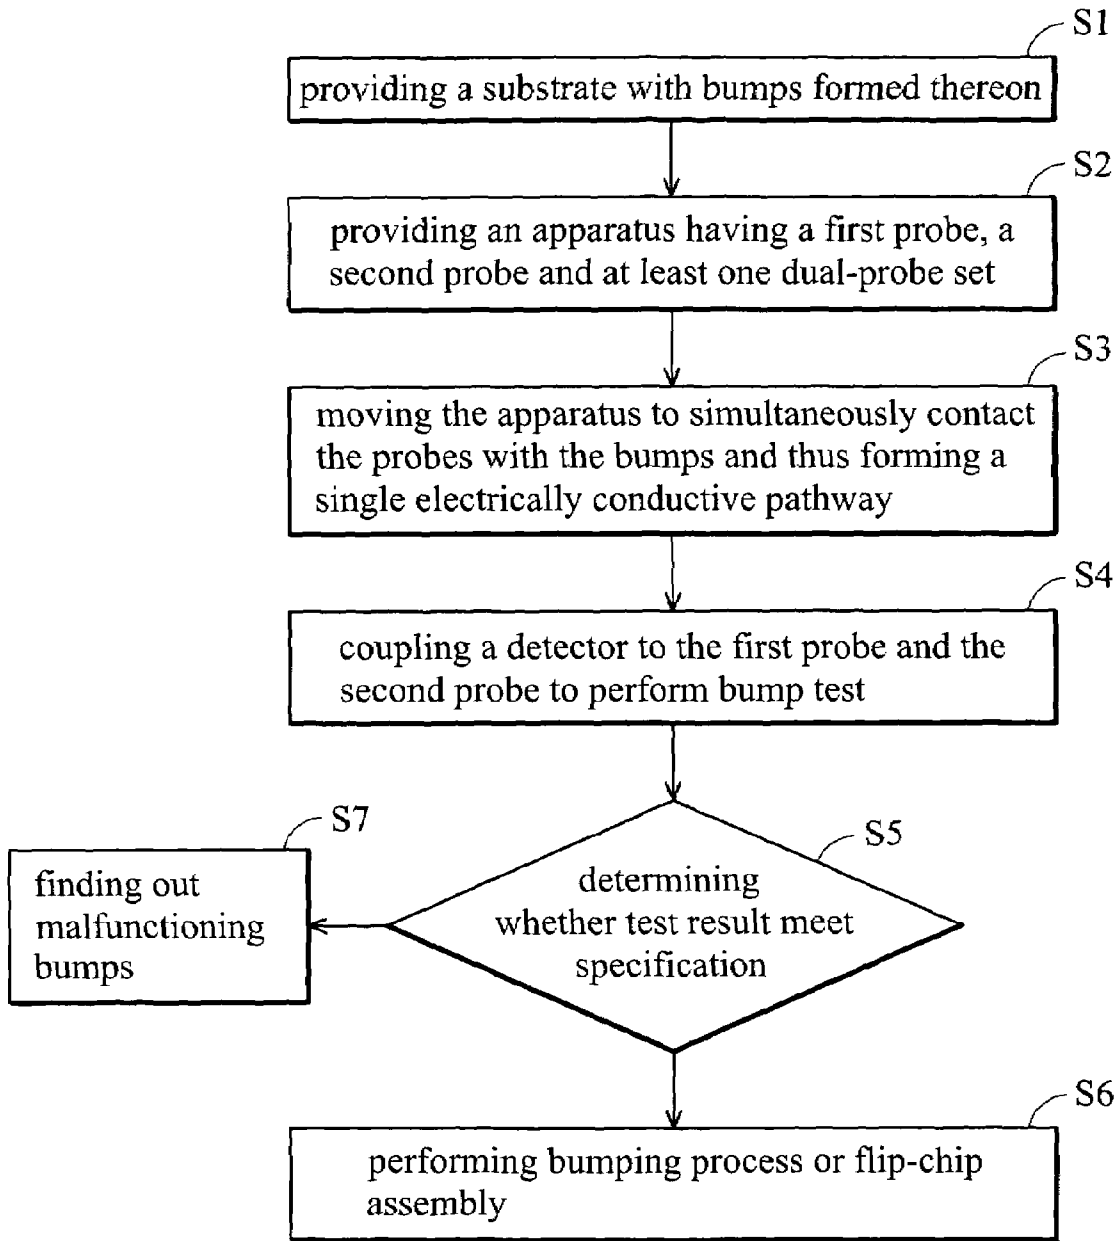 S1
providing a substrate with bumps formed thereon
S2
providing an apparatus having a first probe, a
second probe and at least one dual-probe set
S3
moving the apparatus to simultaneously contact
the probes with the bumps and thus forming a
single electrically conductive pathway
S4
coupling a detector to the first probe and the
second probe to perform bump test
S5
determining
whether test result meet
specification
S7
finding out
malfunctioning
bumps
S6
performing bumping process or flip-chip
assembly